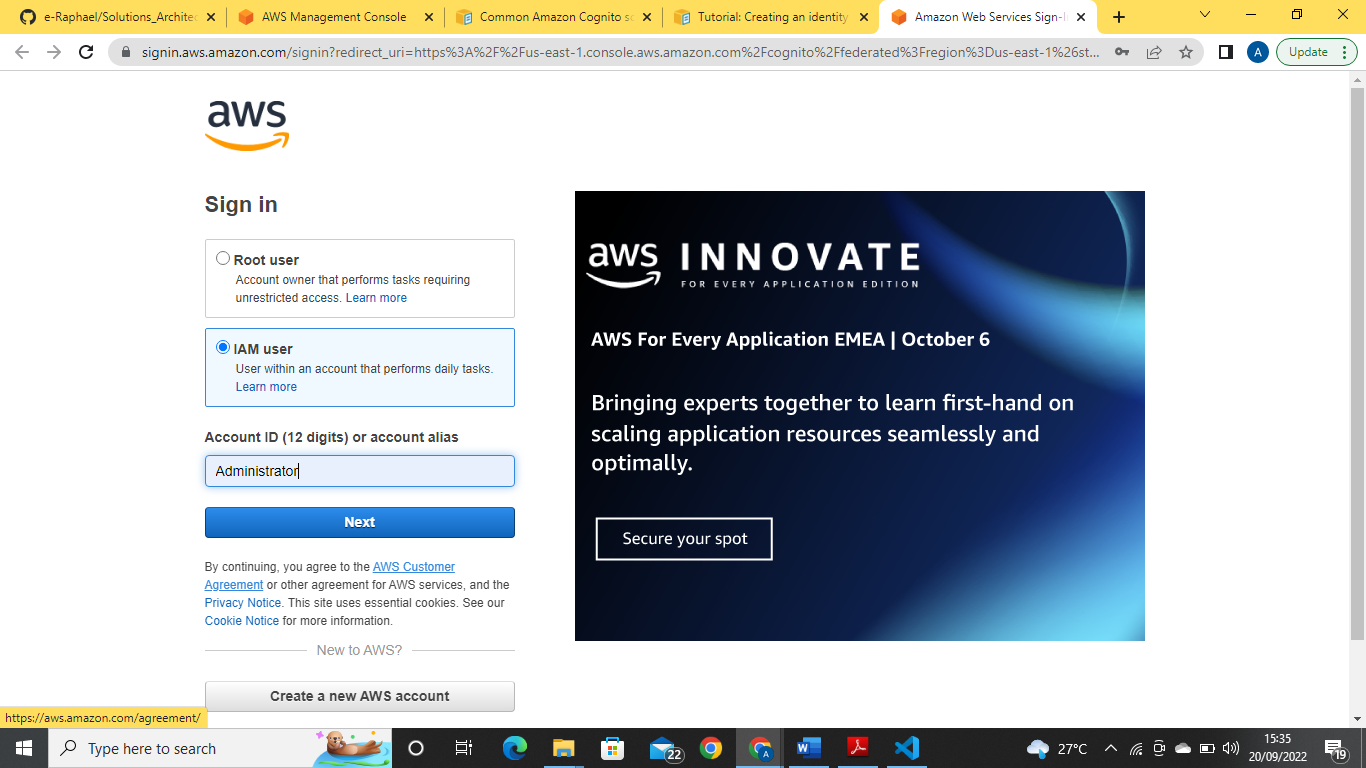 e-Raphael/Solutions_Architec
AWS Management Console
Common Amazon Cognito sc
Tutorial: Creating an identity
Amazon Web Services Sign-I
signin.aws.amazon.com/signin?redirect_uri=https%3A%2F%2Fus-east-1.console.aws.amazon.com%2Fcognito%2Ffederated%3Fregion%3Dus-east-1%26st...
A
Update
aws
Sign in
Root user
Account owner that performs tasks requiring
unrestricted access. Learn more
IAM user
User within an account that performs daily tasks.
Learn more
Account ID (12 digits) or account alias
Administrator
Next
By continuing, you agree to the AWS Customer
Agreement or other agreement for AWS services, and the
Privacy Notice. This site uses essential cookies. See our
Cookie Notice for more information.
New to AWS?
Create a new AWS account
aws INNOVATE
FOR EVERY APPLICATION EDITION
AWS For Every Application EMEA | October 6
Bringing experts together to learn first-hand on
scaling application resources seamlessly and
optimally.
Secure your spot
https://aws.amazon.com/agreement/
Type here to search
22
A
27°C
15:35
20/09/2022
19